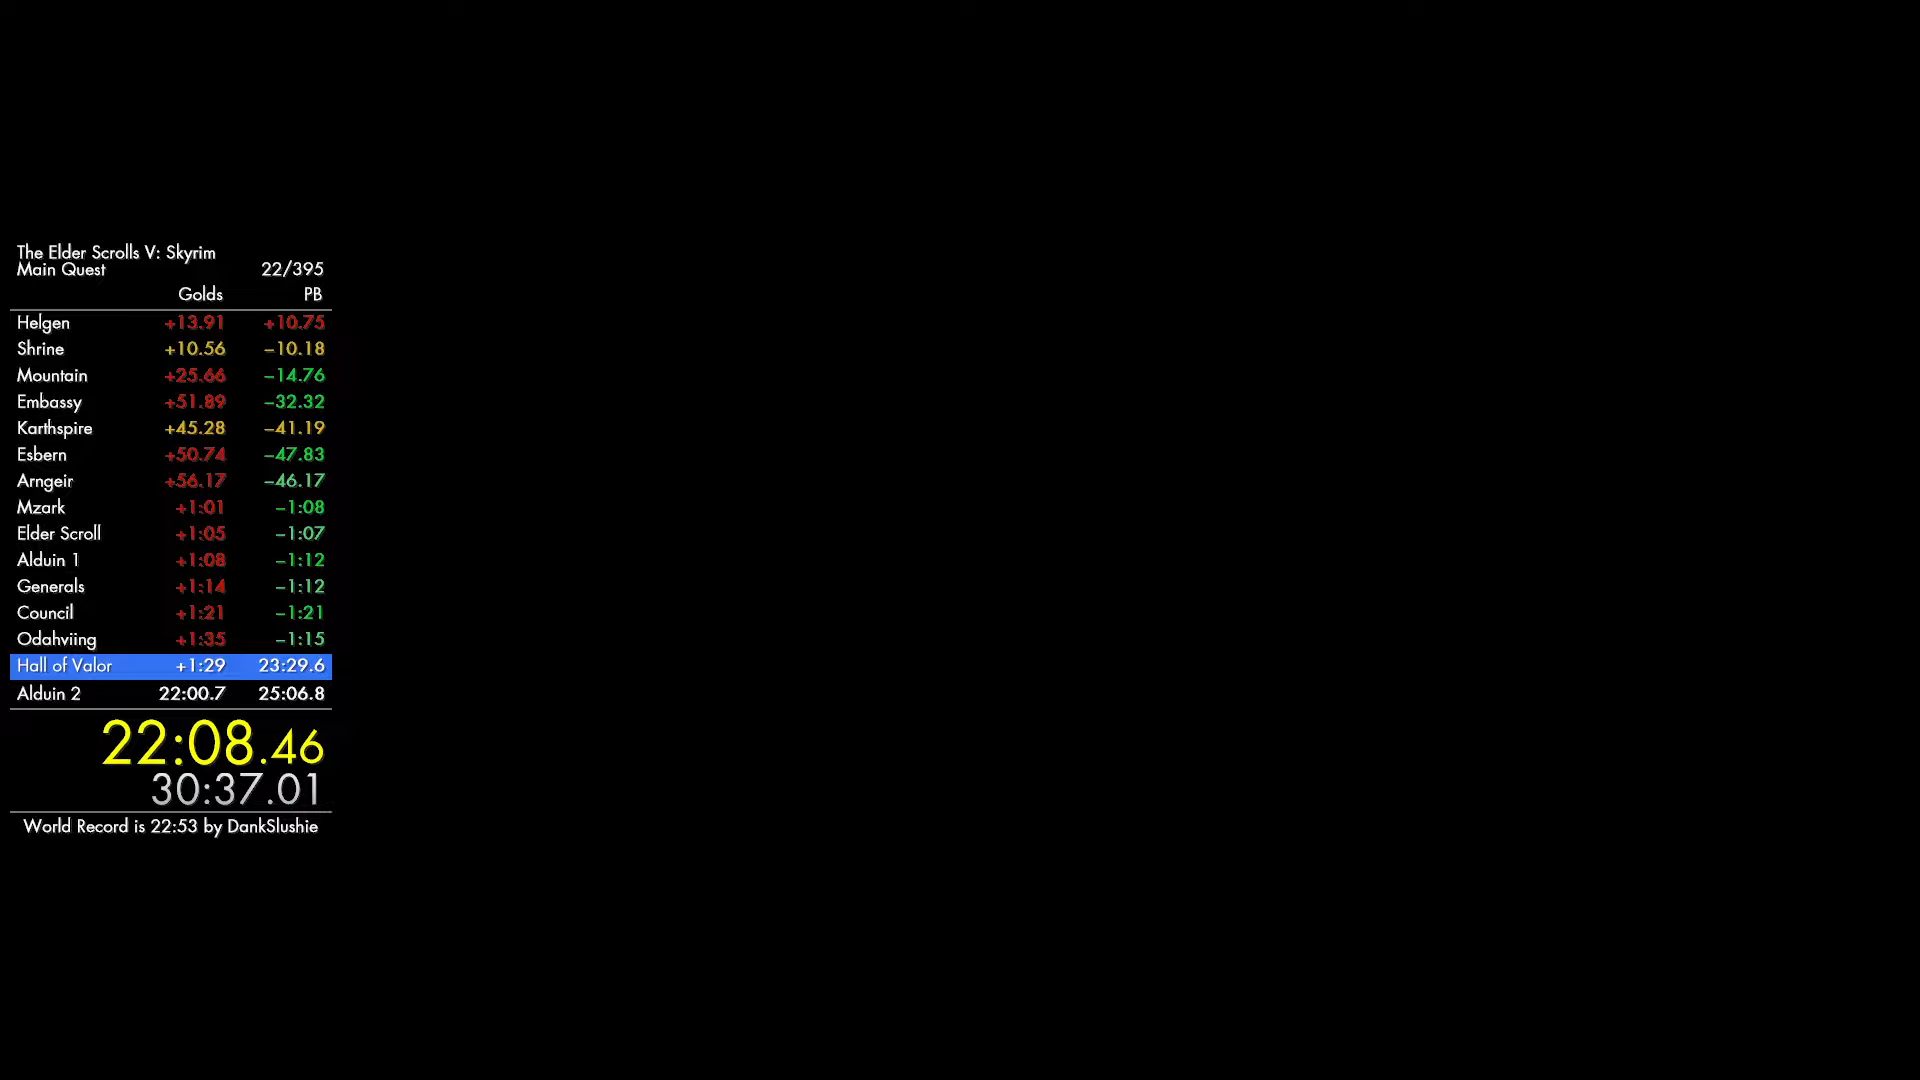 The Elder Scrolls V: Skyrim
Main Quest 22/395
Golds PB
Helgen +13.91 +10.75
Shrine +10.56 −10.18
Mountain +25.66 −14.76
Embassy +51.89 −32.32
Karthspire +45.28 −41.19
Esbern +50.74 −47.83
Arngeir +56.17 −46.17
Mzark +1:01 −1:08
Elder Scroll +1:05 −1:07
Alduin 1 +1:08 −1:12
Generals +1:14 −1:12
Council +1:21 −1:21
Odahviing +1:35 −1:15
Hall of Valor +1:29 23:29.6
Alduin 2 22:00.7 25:06.8
22:08.46
30:37.01
World Record is 22:53 by DankSlushie